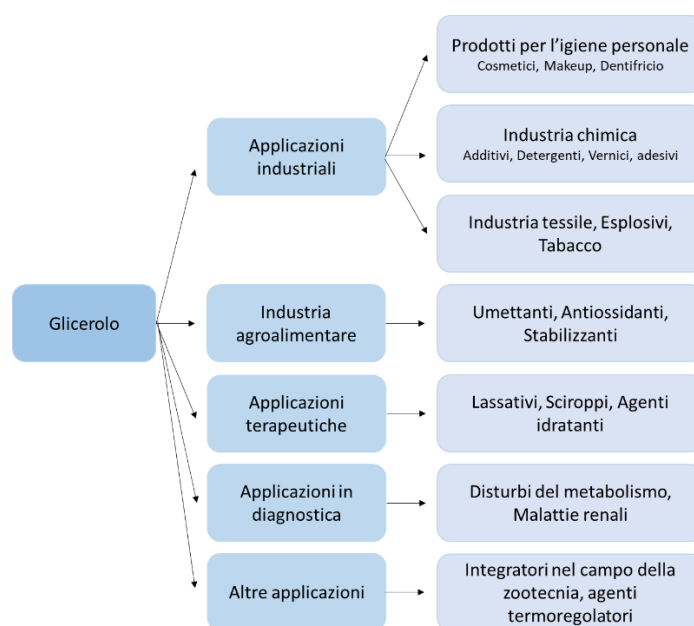 Prodotti per l'igiene personale
Cosmetici, Makeup, Dentifricio
Applicazioni
industriali
Industria chimica
Additivi, Detergenti, Vernici, adesivi
Industria tessile, Esplosivi,
Tabacco
Glicerolo
Industria
agroalimentare
Umettanti, Antiossidanti,
Stabilizzanti
Applicazioni
terapeutiche
Lassativi, Sciroppi, Agenti
idratanti
Applicazioni in
diagnostica
Disturbi del metabolismo,
Malattie renali
Altre applicazioni
Integratori nel campo della
zootecnia, agenti
termoregolatori